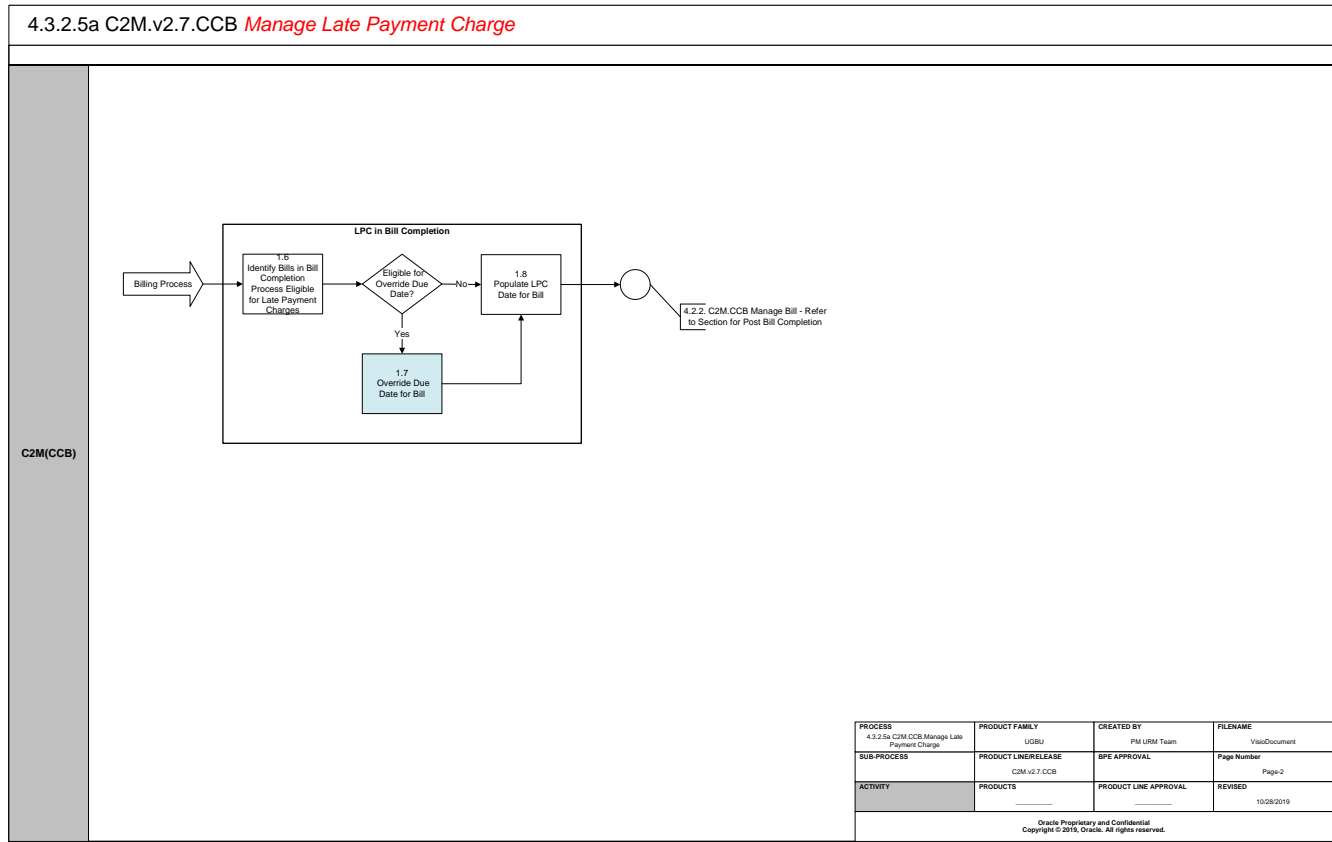 4.3.2.5a C2M.v2.7.CCB Manage Late Payment Charge
C2M(CCB)
LPC in Bill Completion
Billing Process
1.6
Identify Bills in Bill
Completion
Process Eligible
for Late Payment
Charges
Eligible for
Override Due
Date?
No
1.8
Populate LPC
Date for Bill
Yes
1.7
Override Due
Date for Bill
4.2.2. C2M.CCB Manage Bill - Refer
to Section for Post Bill Completion
PROCESS
4.3.2.5a C2M.CCB.Manage Late
Payment Charge
PRODUCT FAMILY
UGBU
CREATED BY
PM URM Team
FILENAME
VisioDocument
SUB-PROCESS
PRODUCT LINE/RELEASE
C2M.v2.7.CCB
BPE APPROVAL
Page Number
Page-2
ACTIVITY
PRODUCTS
__________
PRODUCT LINE APPROVAL
__________
REVISED
10/28/2019
Oracle Proprietary and Confidential
Copyright © 2019, Oracle. All rights reserved.